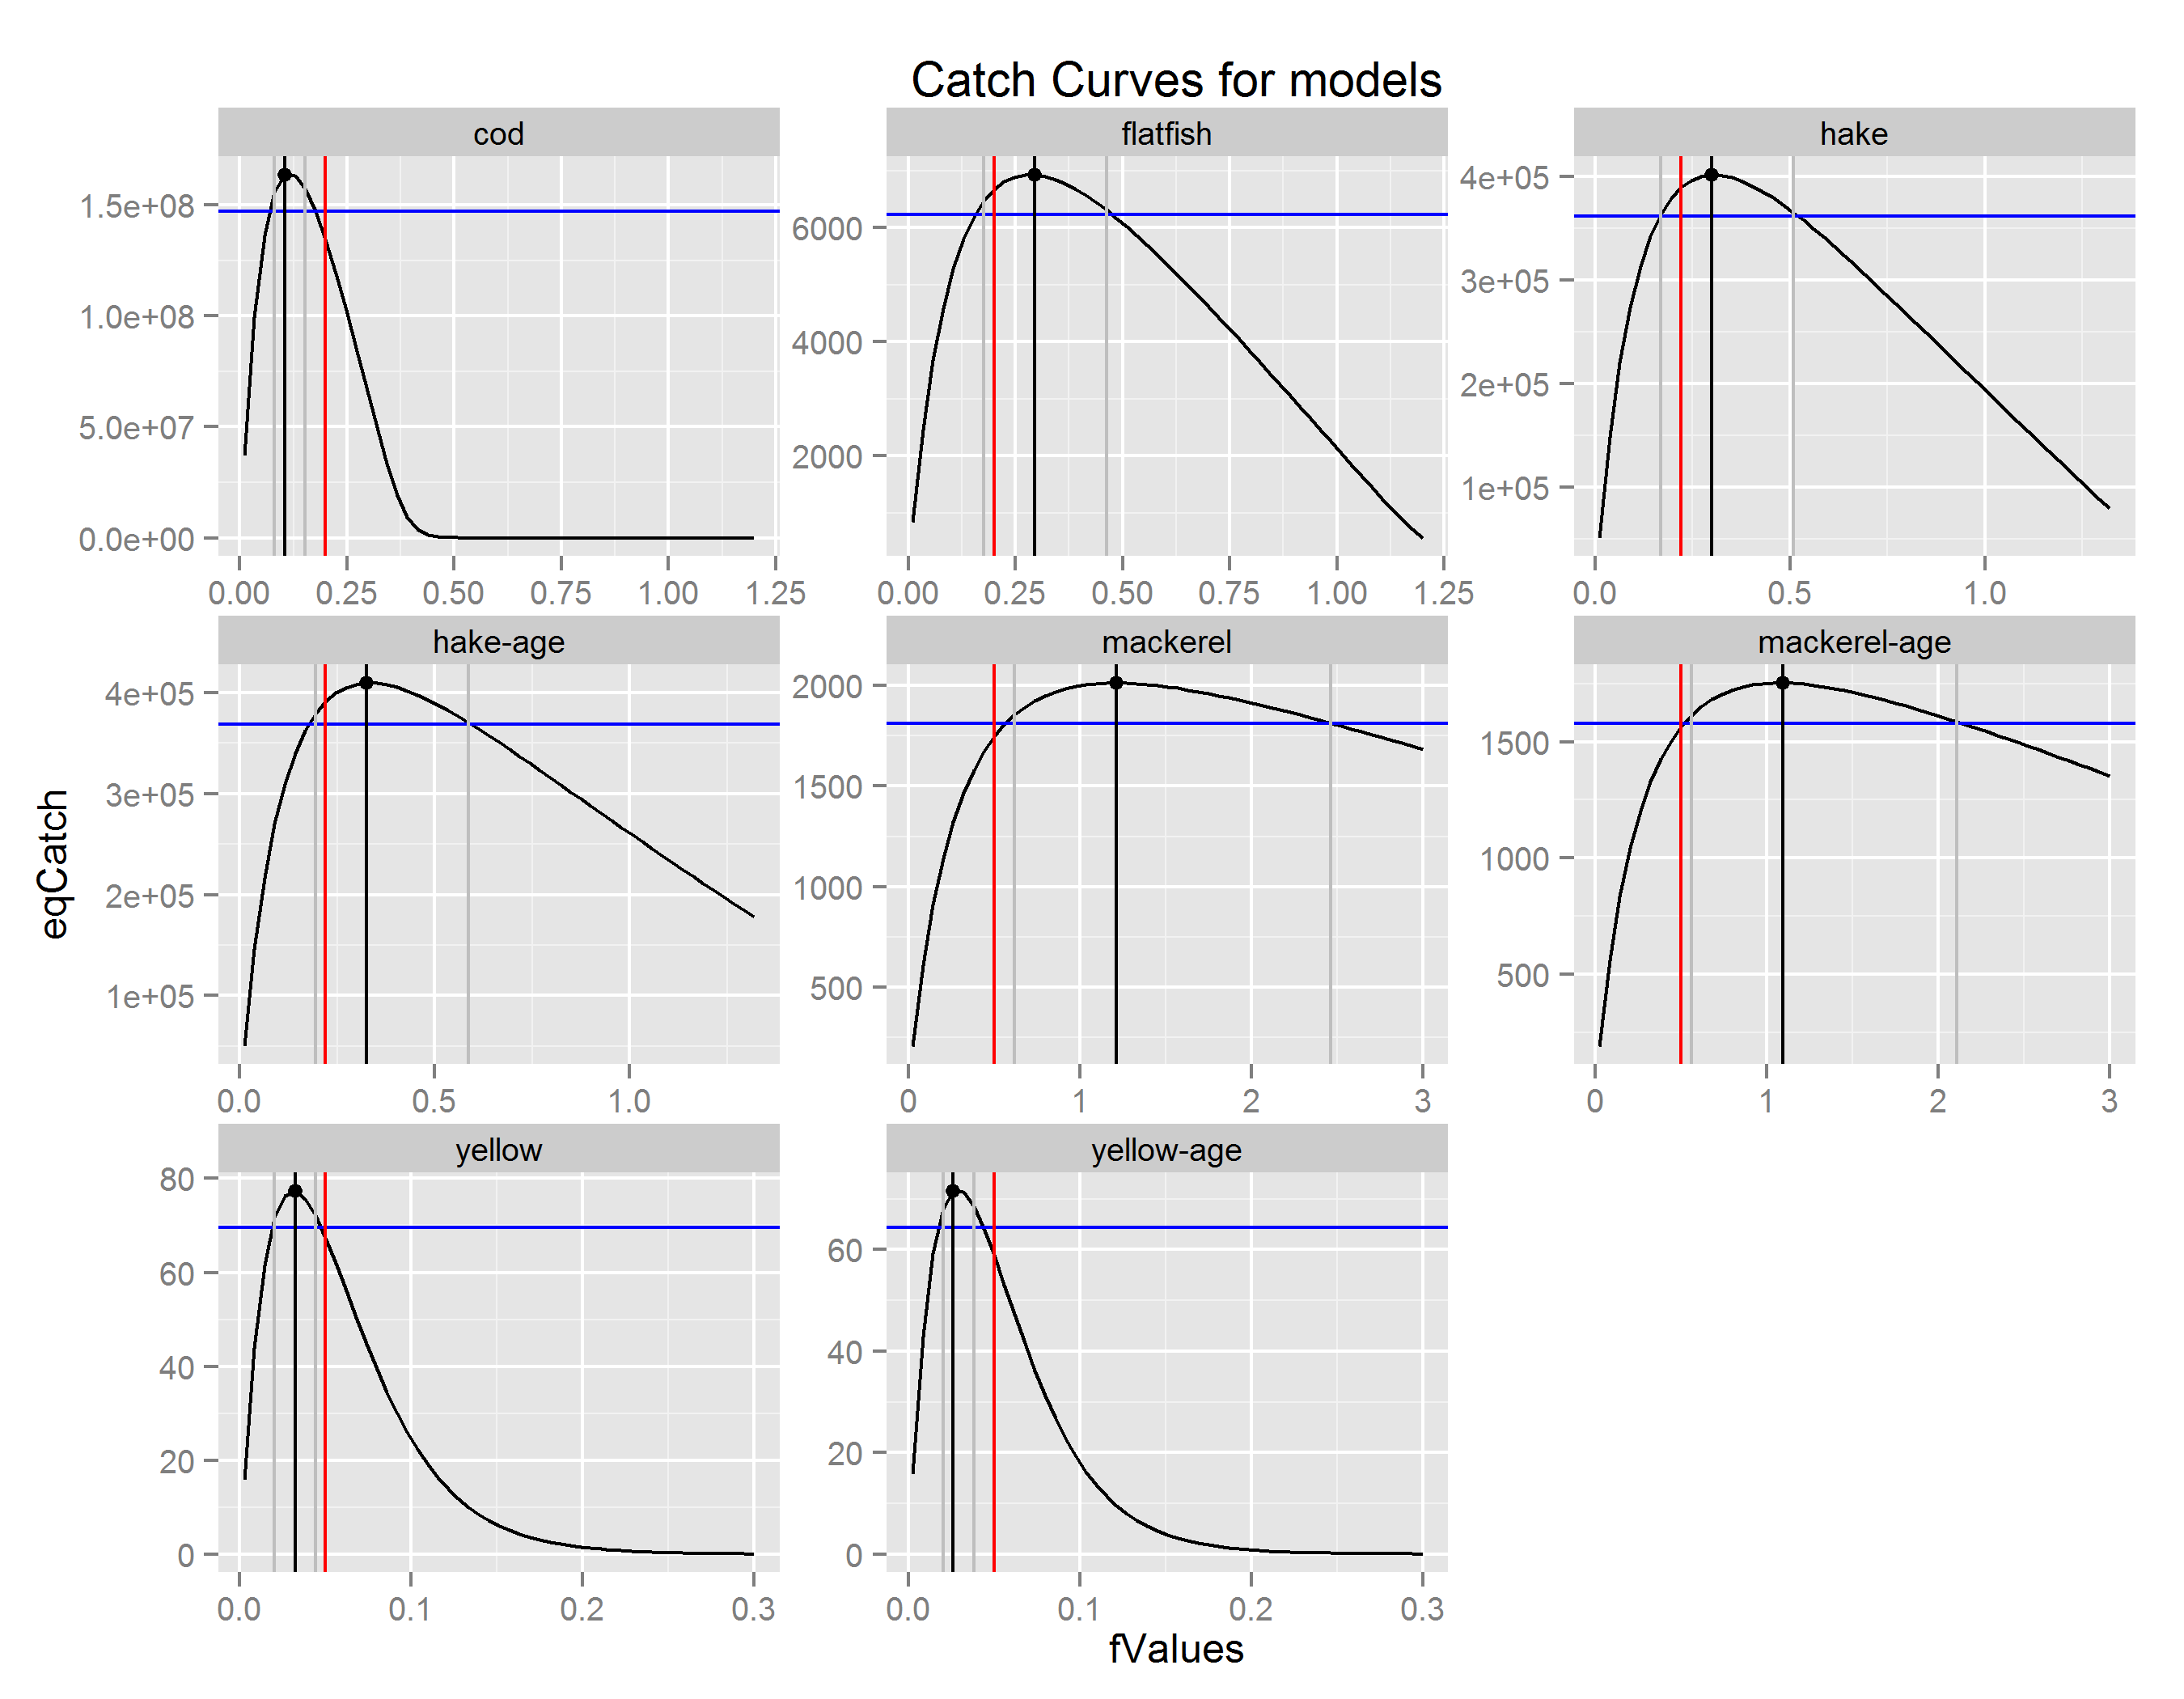 Catch Curves for models
cod
flatfish
hake
1.5e+08
1.0e+08
5.0e+07
0.0e+00
6000
4000
2000
4e+05
3e+05
2e+05
1e+05
0.00 0.25 0.50 0.75 1.00 1.25
0.00 0.25 0.50 0.75 1.00 1.25
0.0 0.5 1.0
hake-age
mackerel
mackerel-age
4e+05
3e+05
2e+05
1e+05
2000
1500
1000
500
1500
1000
500
0.0 0.5 1.0
0 1 2 3
0 1 2 3
yellow
yellow-age
80
60
40
20
0
60
40
20
0
0.0 0.1 0.2 0.3
0.0 0.1 0.2 0.3
eqCatch
fValues